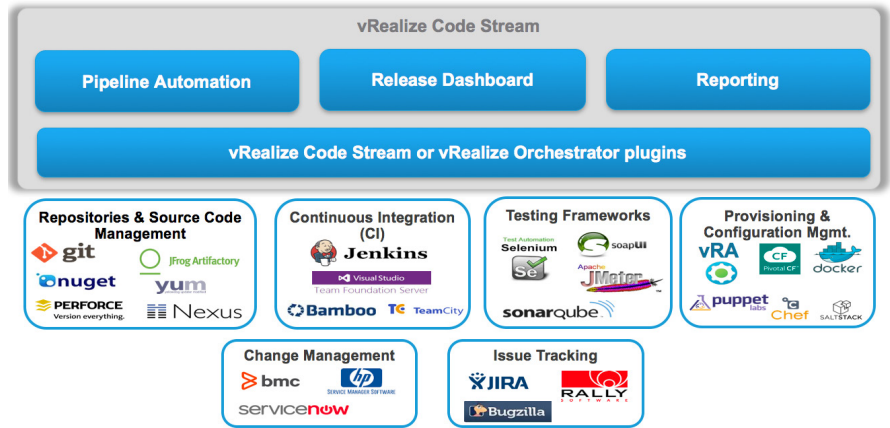 vRealize Code Stream
Pipeline Automation
Release Dashboard
Reporting
vRealize Code Stream or vRealize Orchestrator plugins
Repositories & Source Code
Management
git
JFrog Artifactory
nuget
yum
PERFORCE
Version everything.
Nexus
Continuous Integration
(CI)
Jenkins
Visual Studio
Team Foundation Server
Bamboo
TC TeamCity
Testing Frameworks
Test Automation
Selenium
Se
soapUI
Apache
JMeter
sonarqube
Provisioning &
Configuration Mgmt.
vRA
CF
Pivotal CF
docker
puppet
labs
Chef
SALTSTACK
Change Management
bmc
hp
SERVICE MANAGER SOFTWARE
servicenow
Issue Tracking
JIRA
RALLY
SOFTWARE
Bugzilla